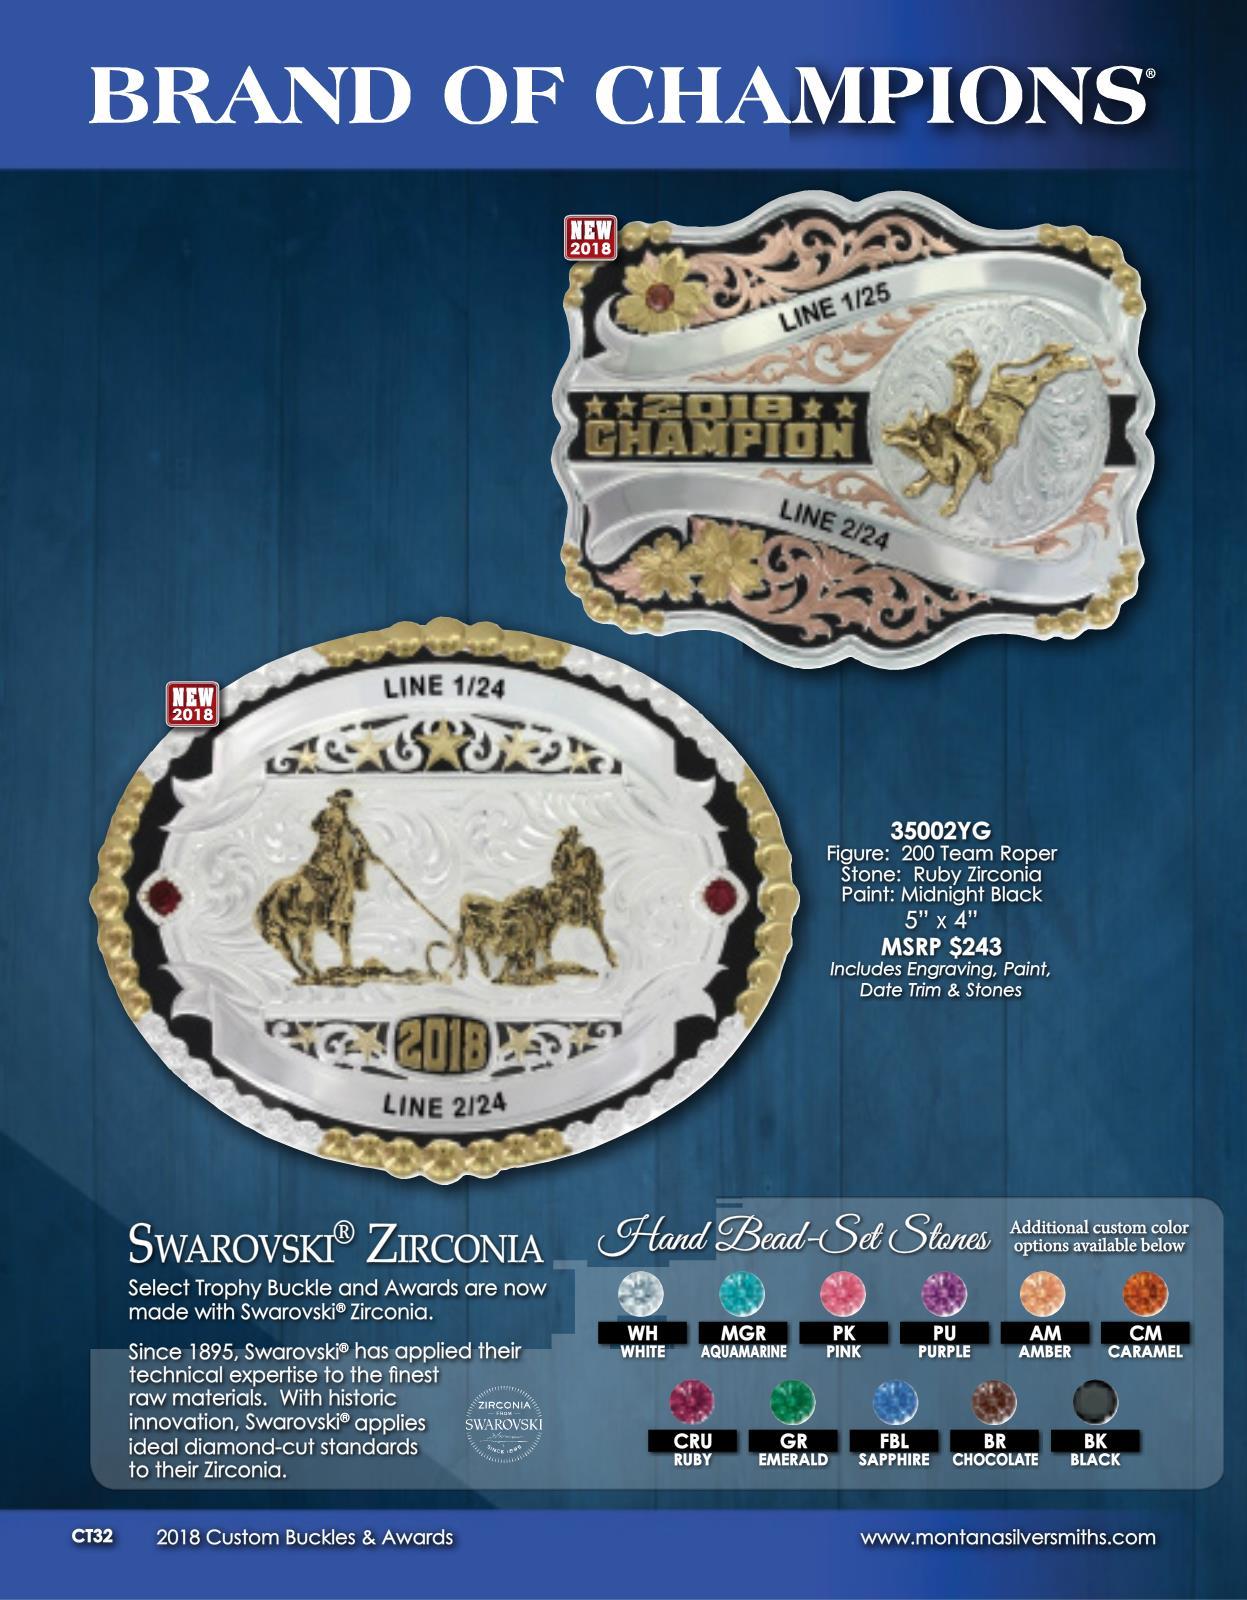 BRAND OF CHAMPIONS®
NEW
2018
LINE 1/25
2018
CHAMPION
LINE 2/24
NEW
2018
LINE 1/24
2018
LINE 2/24
35002YG
Figure: 200 Team Roper
Stone: Ruby Zirconia
Paint: Midnight Black
5” x 4”
MSRP $243
Includes Engraving, Paint,
Date Trim & Stones
SWAROVSKI® ZIRCONIA
Select Trophy Buckle and Awards are now
made with Swarovski® Zirconia.
Since 1895, Swarovski® has applied their
technical expertise to the finest
raw materials. With historic
innovation, Swarovski® applies
ideal diamond-cut standards
to their Zirconia.
ZIRCONIA
FROM
SWAROVSKI
SINCE 1895
Hand Bead-Set Stones
Additional custom color
options available below
WH MGR PK PU AM CM
WHITE AQUAMARINE PINK PURPLE AMBER CARAMEL
CRU GR FBL BR BK
RUBY EMERALD SAPPHIRE CHOCOLATE BLACK
CT32 2018 Custom Buckles & Awards www.montanasilversmiths.com